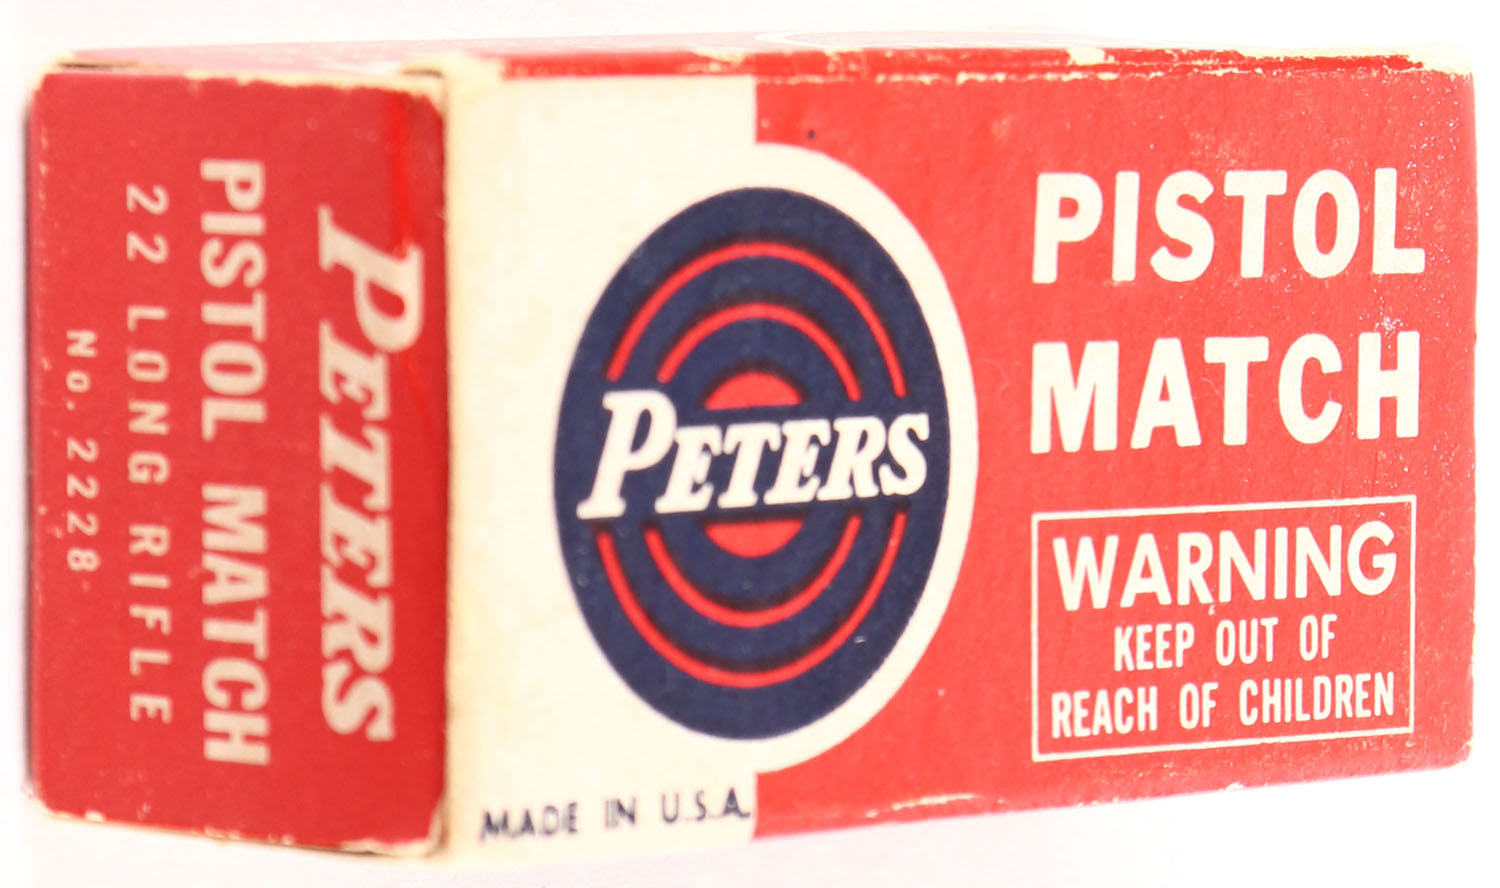 PETERS
PISTOL MATCH
22 LONG RIFLE
No. 2228
PETERS
MADE IN U.S.A.
PISTOL
MATCH
WARNING
KEEP OUT OF
REACH OF CHILDREN